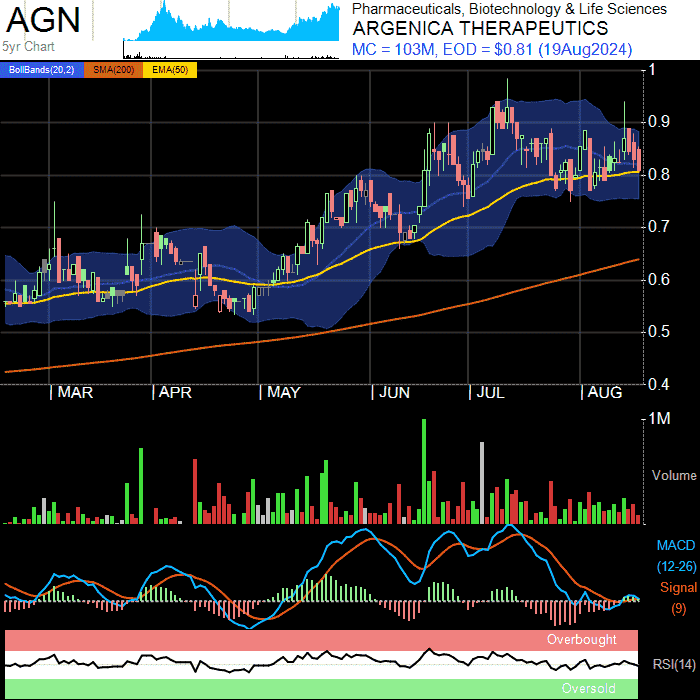 AGN
5yr Chart
Pharmaceuticals, Biotechnology & Life Sciences
ARGENICA THERAPEUTICS
MC = 103M, EOD = $0.81 (19Aug2024)
BollBands(20,2) SMA(200) EMA(50)
1
0.9
0.8
0.7
0.6
0.5
0.4
MAR APR MAY JUN JUL AUG
1M
Volume
MACD
(12-26)
Signal
(9)
Overbought
RSI(14)
Oversold